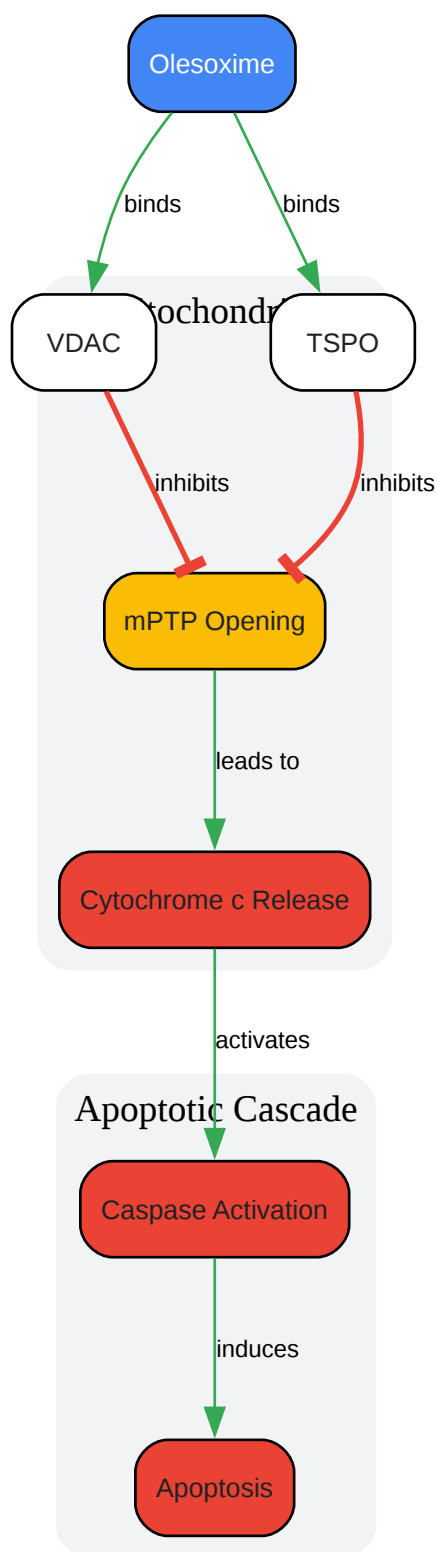 Olesoxime
binds
binds
VDAC
TSPO
inhibits
inhibits
mPTP Opening
leads to
Cytochrome c Release
activates
Apoptotic Cascade
Caspase Activation
induces
Apoptosis